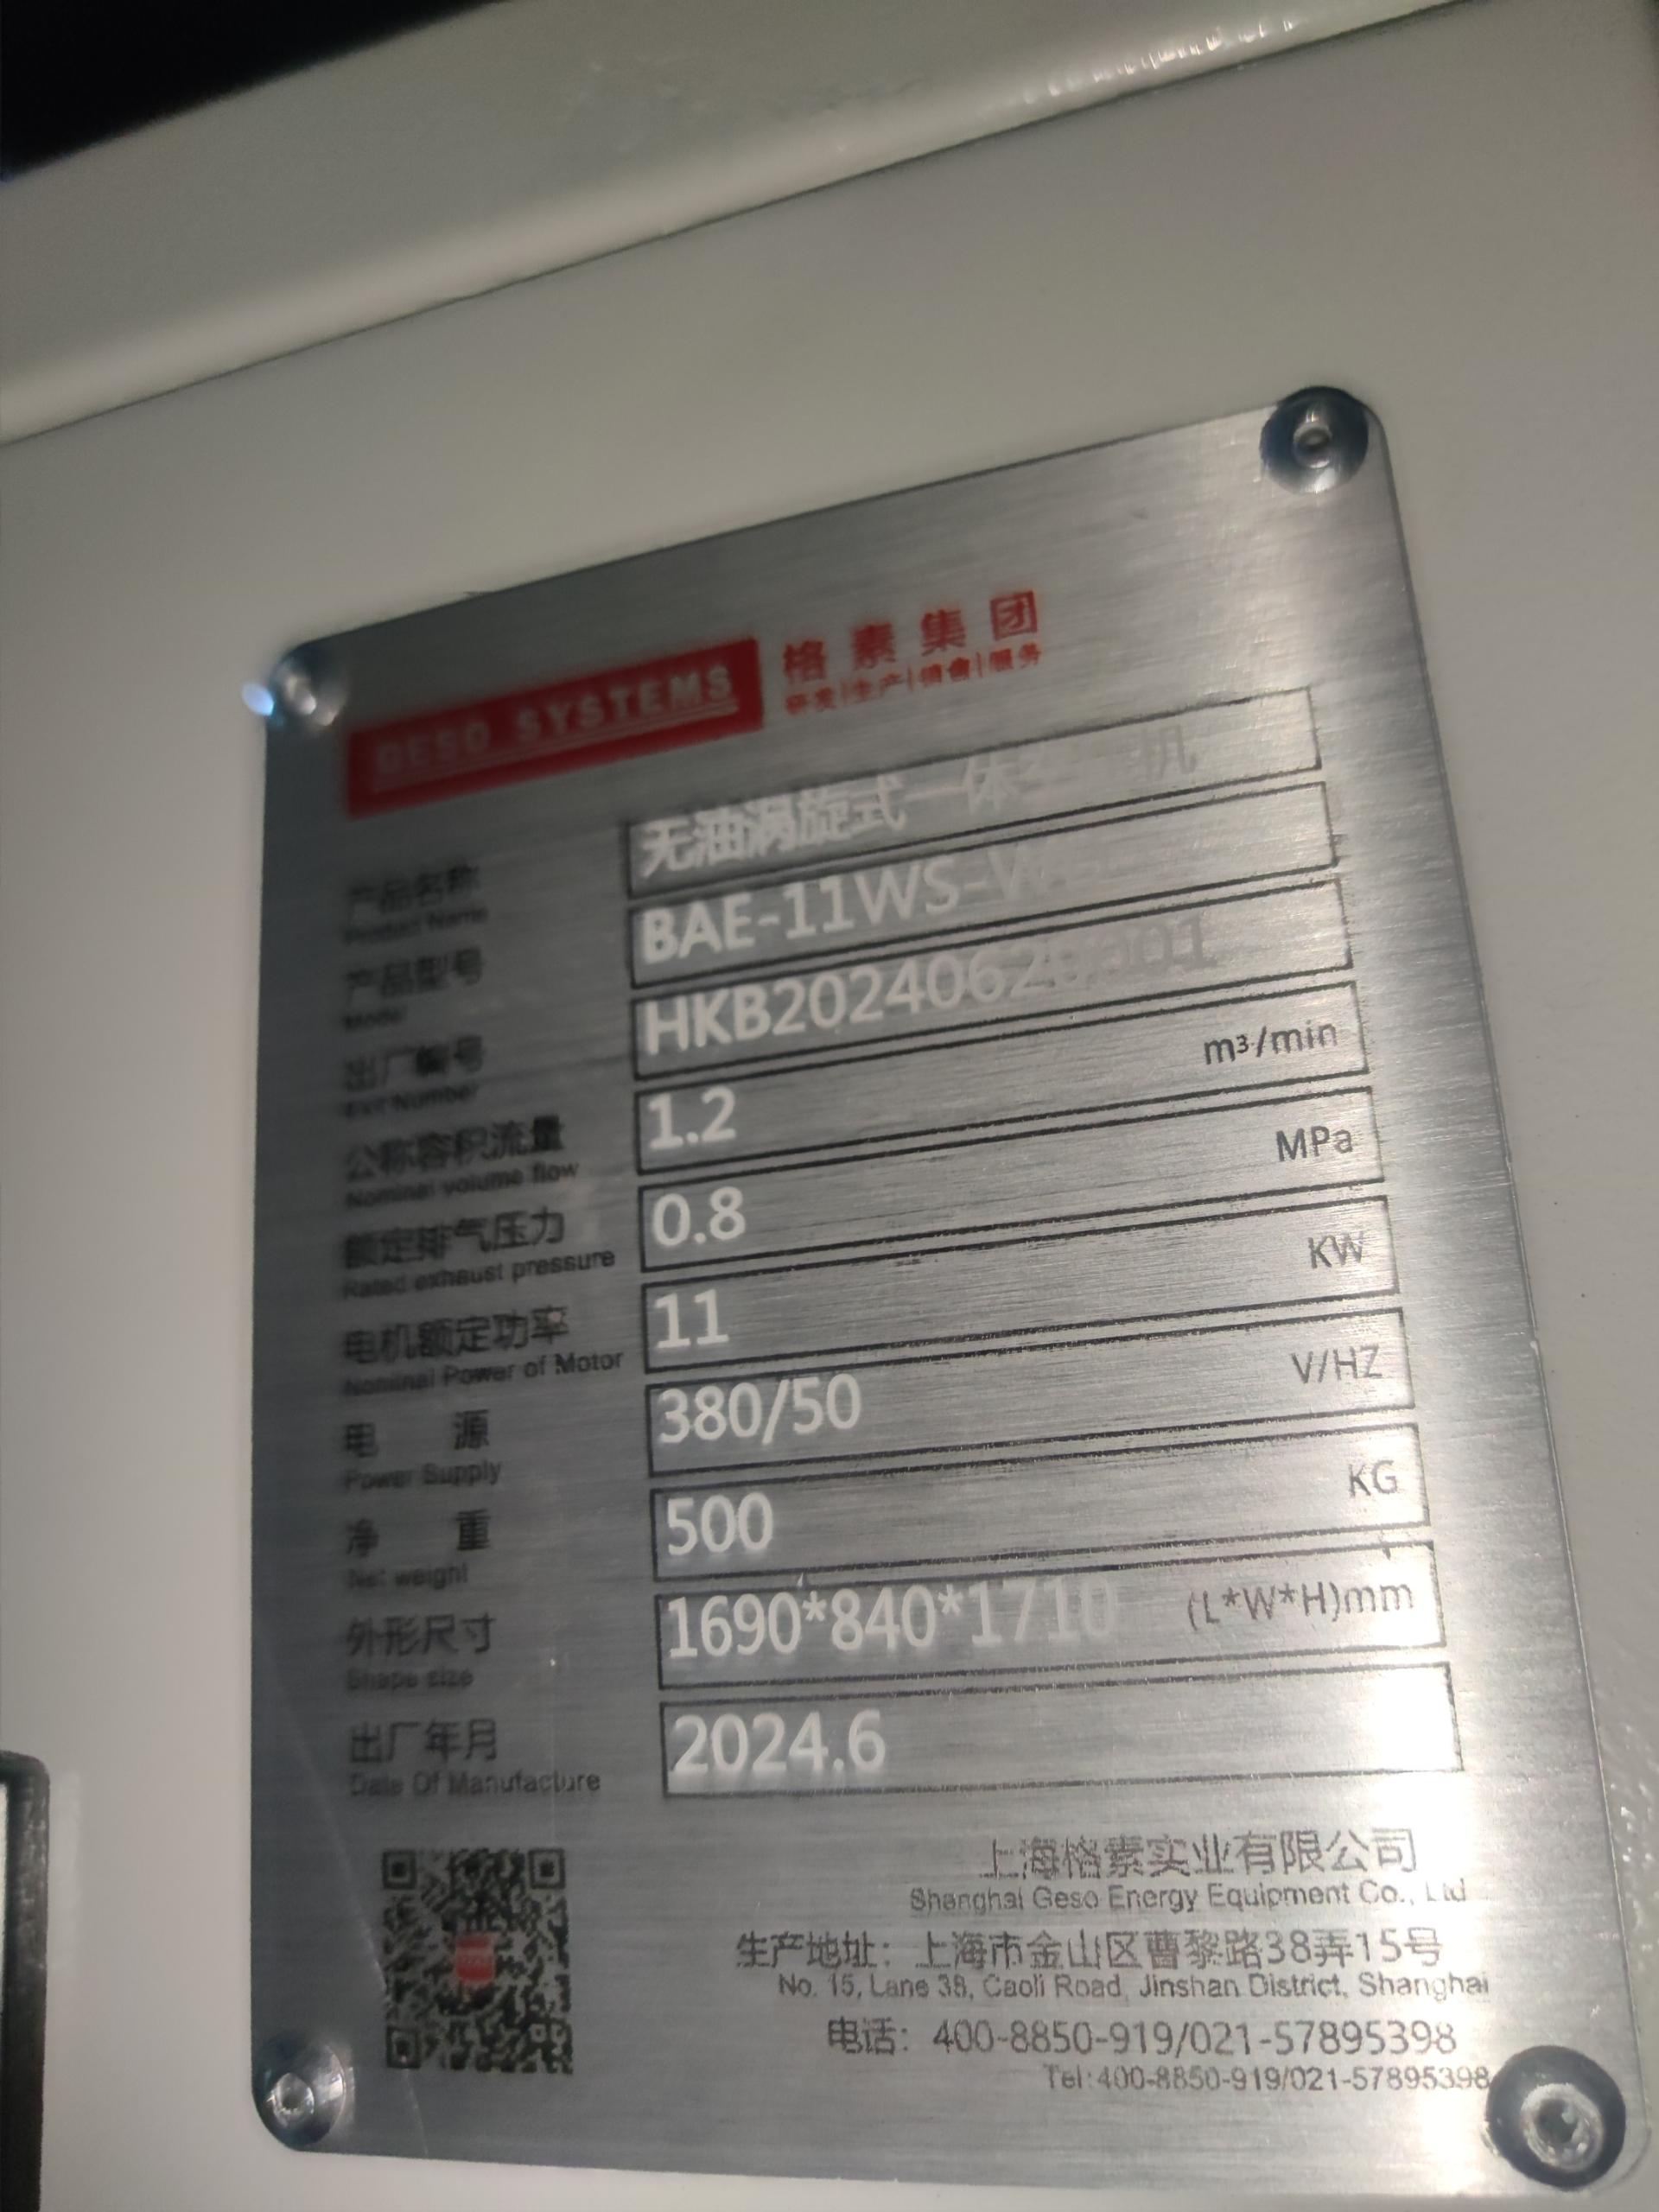 GESO SYSTEMS
格素集团
研发|生产|销售|服务
产品名称 无油涡旋式一体 机
Product Name
产品型号 BAE-11WS-
Model
出厂编号
Exit Number
公称容积流量 1.2 m³/min
Nominal volume flow
额定排气压力 0.8 MPa
Rated exhaust pressure
电机额定功率 11 KW
Nominal Power of Motor
电源 380/50 V/HZ
Power Supply
净重 500 KG
Net weight
外形尺寸 1690*840*1710 (L*W*H)mm
Shape size
出厂年月 2024.6
Date Of Manufacture
上海格素实业有限公司
Shanghai Geso Energy Equipment Co., Ltd
生产地址：上海市金山区曹黎路38弄15号
No. 15, Lane 38, Caoli Road, Jinshan District, Shanghai
电话：400-8850-919/021-57895398
Tel:400-8850-919/021-57895398